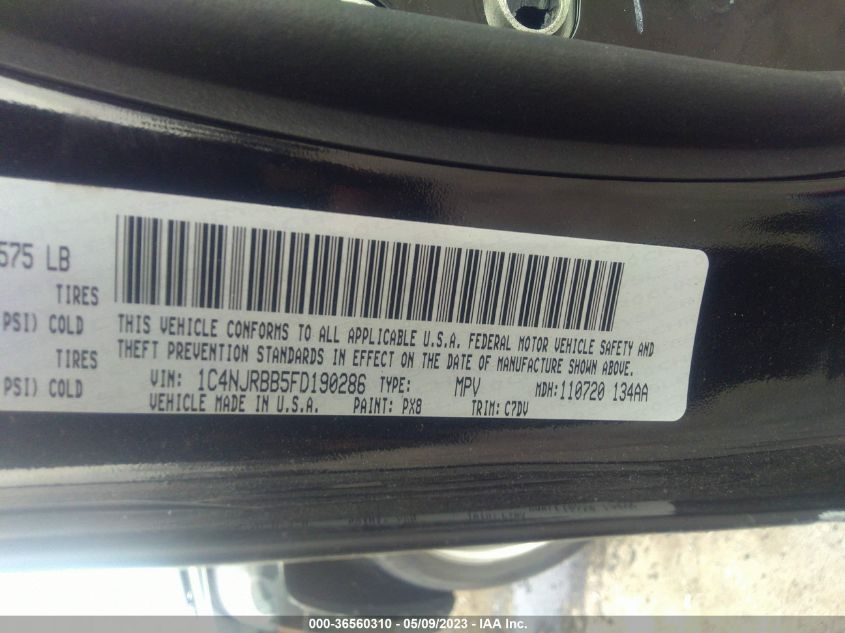 575 LB
TIRES
PSI) COLD
TIRES
PSI) COLD
THIS VEHICLE CONFORMS TO ALL APPLICABLE U.S.A. FEDERAL MOTOR VEHICLE SAFETY AND
THEFT PREVENTION STANDARDS IN EFFECT ON THE DATE OF MANUFACTURE SHOWN ABOVE.
VIN: 1C4NJRBB5FD190286 TYPE: MPV MDH: 110720 134AA
VEHICLE MADE IN U.S.A. PAINT: PX8 TRIM: C7DV
000-36560310 | 05/09/2023 | IAA Inc.